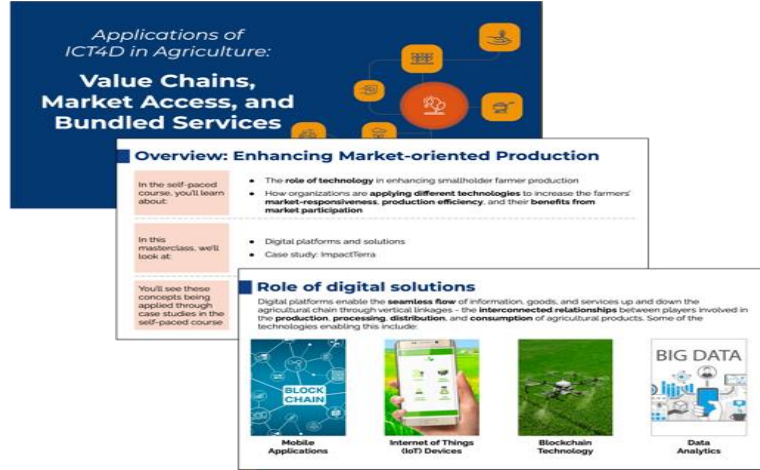 Applications of
ICT4D in Agriculture:
Value Chains,
Market Access, and
Bundled Services
Overview: Enhancing Market-oriented Production
In the self-paced
course, you'll learn
about:
• The role of technology in enhancing smallholder farmer production
• How organizations are applying different technologies to increase the farmers'
market-responsiveness, production efficiency, and their benefits from
market participation
In this
masterclass, we'll
look at:
• Digital platforms and solutions
• Case study: ImpactTerra
You'll see these
concepts being
applied through
case studies in the
self-paced course
Role of digital solutions
Digital platforms enable the seamless flow of information, goods, and services up and down the
agricultural chain through vertical linkages - the interconnected relationships between players involved in
the production, processing, distribution, and consumption of agricultural products. Some of the
technologies enabling this include:
BLOCK
CHAIN
BIG DATA
Mobile
Applications
Internet of Things
(IoT) Devices
Blockchain
Technology
Data
Analytics